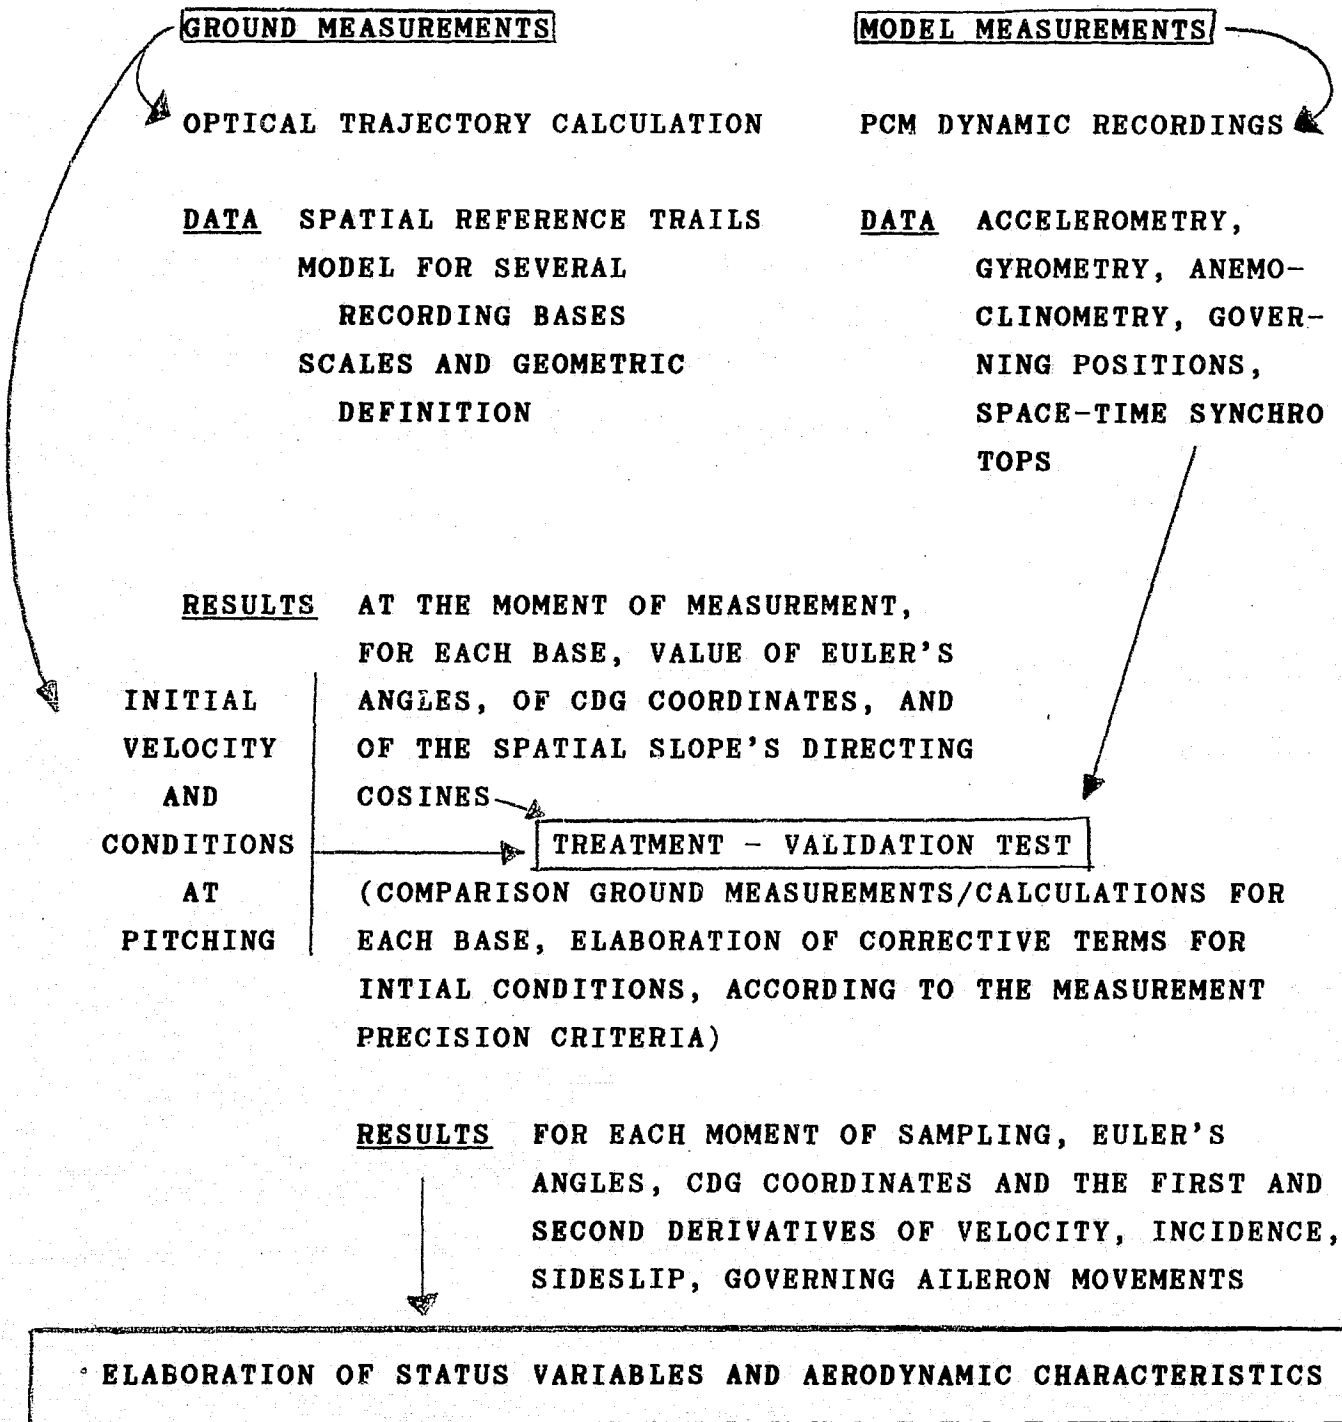 GROUND MEASUREMENTS
OPTICAL TRAJECTORY CALCULATION
DATA SPATIAL REFERENCE TRAILS
MODEL FOR SEVERAL
RECORDING BASES
SCALES AND GEOMETRIC
DEFINITION
MODEL MEASUREMENTS
PCM DYNAMIC RECORDINGS
DATA ACCELEROMETRY,
GYROMETRY, ANEMO-
CLINOMETRY, GOVER-
NING POSITIONS,
SPACE-TIME SYNCHRO
TOPS
RESULTS AT THE MOMENT OF MEASUREMENT,
FOR EACH BASE, VALUE OF EULER'S
ANGLES, OF CDG COORDINATES, AND
OF THE SPATIAL SLOPE'S DIRECTING
COSINES
INITIAL
VELOCITY
AND
CONDITIONS
AT
PITCHING
TREATMENT - VALIDATION TEST
(COMPARISON GROUND MEASUREMENTS/CALCULATIONS FOR
EACH BASE, ELABORATION OF CORRECTIVE TERMS FOR
INTIAL CONDITIONS, ACCORDING TO THE MEASUREMENT
PRECISION CRITERIA)
RESULTS FOR EACH MOMENT OF SAMPLING, EULER'S
ANGLES, CDG COORDINATES AND THE FIRST AND
SECOND DERIVATIVES OF VELOCITY, INCIDENCE,
SIDESLIP, GOVERNING AILERON MOVEMENTS
ELABORATION OF STATUS VARIABLES AND AERODYNAMIC CHARACTERISTICS